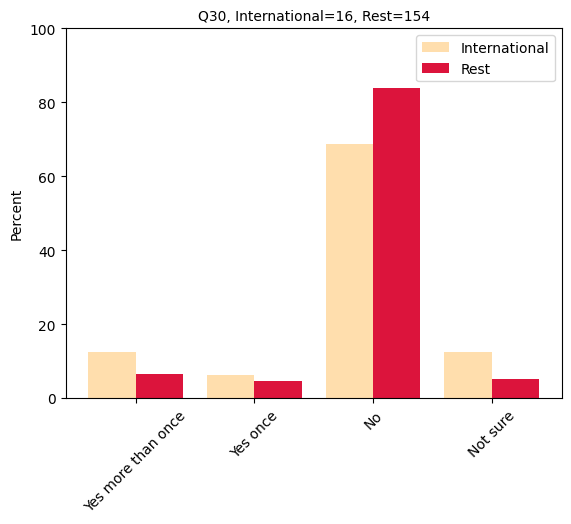 Q30, International=16, Rest=154
International
Rest
Percent
100
80
60
40
20
0
Yes more than once
Yes once
No
Not sure